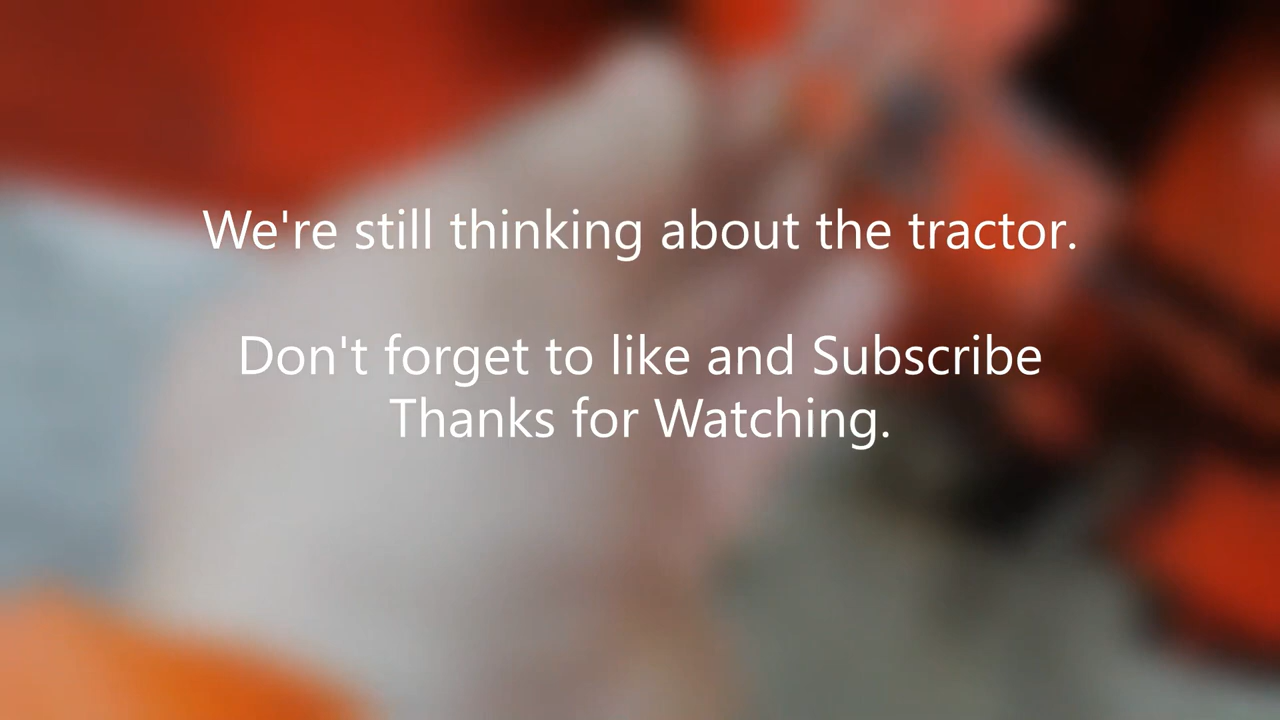 We're still thinking about the tractor.
Don't forget to like and Subscribe
Thanks for Watching.